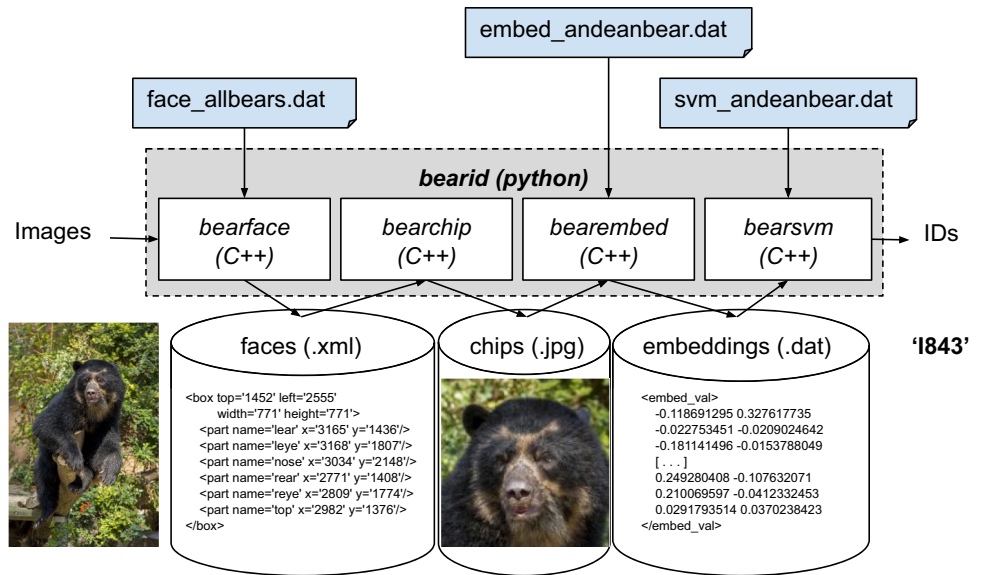 embed_andeanbear.dat
face_allbears.dat
svm_andeanbear.dat
bearid (python)
Images
bearface
(C++)
bearchip
(C++)
bearembed
(C++)
bearsvm
(C++)
IDs
faces (.xml)
chips (.jpg)
embeddings (.dat)
'I843'
<box top='1452' left='2555'
width='771' height='771'>
<part name='lear' x='3165' y='1436'/>
<part name='leye' x='3168' y='1807'/>
<part name='nose' x='3034' y='2148'/>
<part name='rear' x='2771' y='1408'/>
<part name='reye' x='2809' y='1774'/>
<part name='top' x='2982' y='1376'/>
</box>
<embed_val>
-0.118691295 0.327617735
-0.022753451 -0.0209024642
-0.181141496 -0.0153788049
[ . . . ]
0.249280408 -0.107632071
0.210069597 -0.0412332453
0.0291793514 0.0370238423
</embed_val>